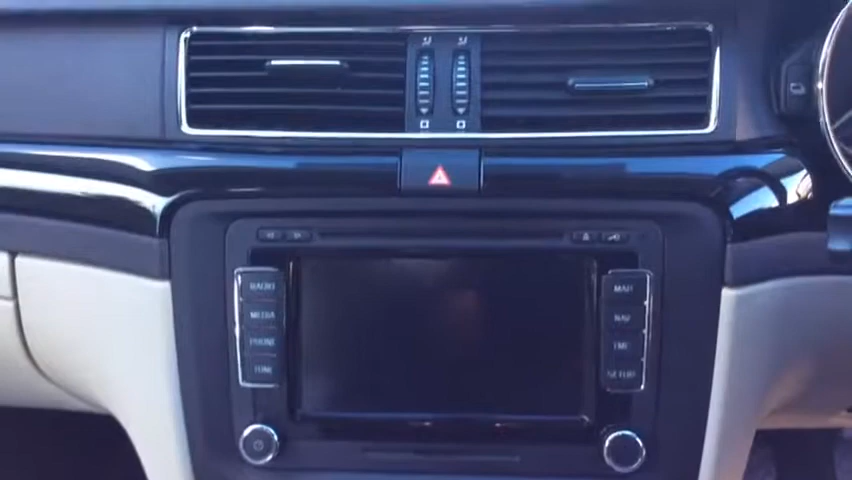 RADIO
MEDIA
PHONE
TONE
MAP
NAV
TMC
SETUP